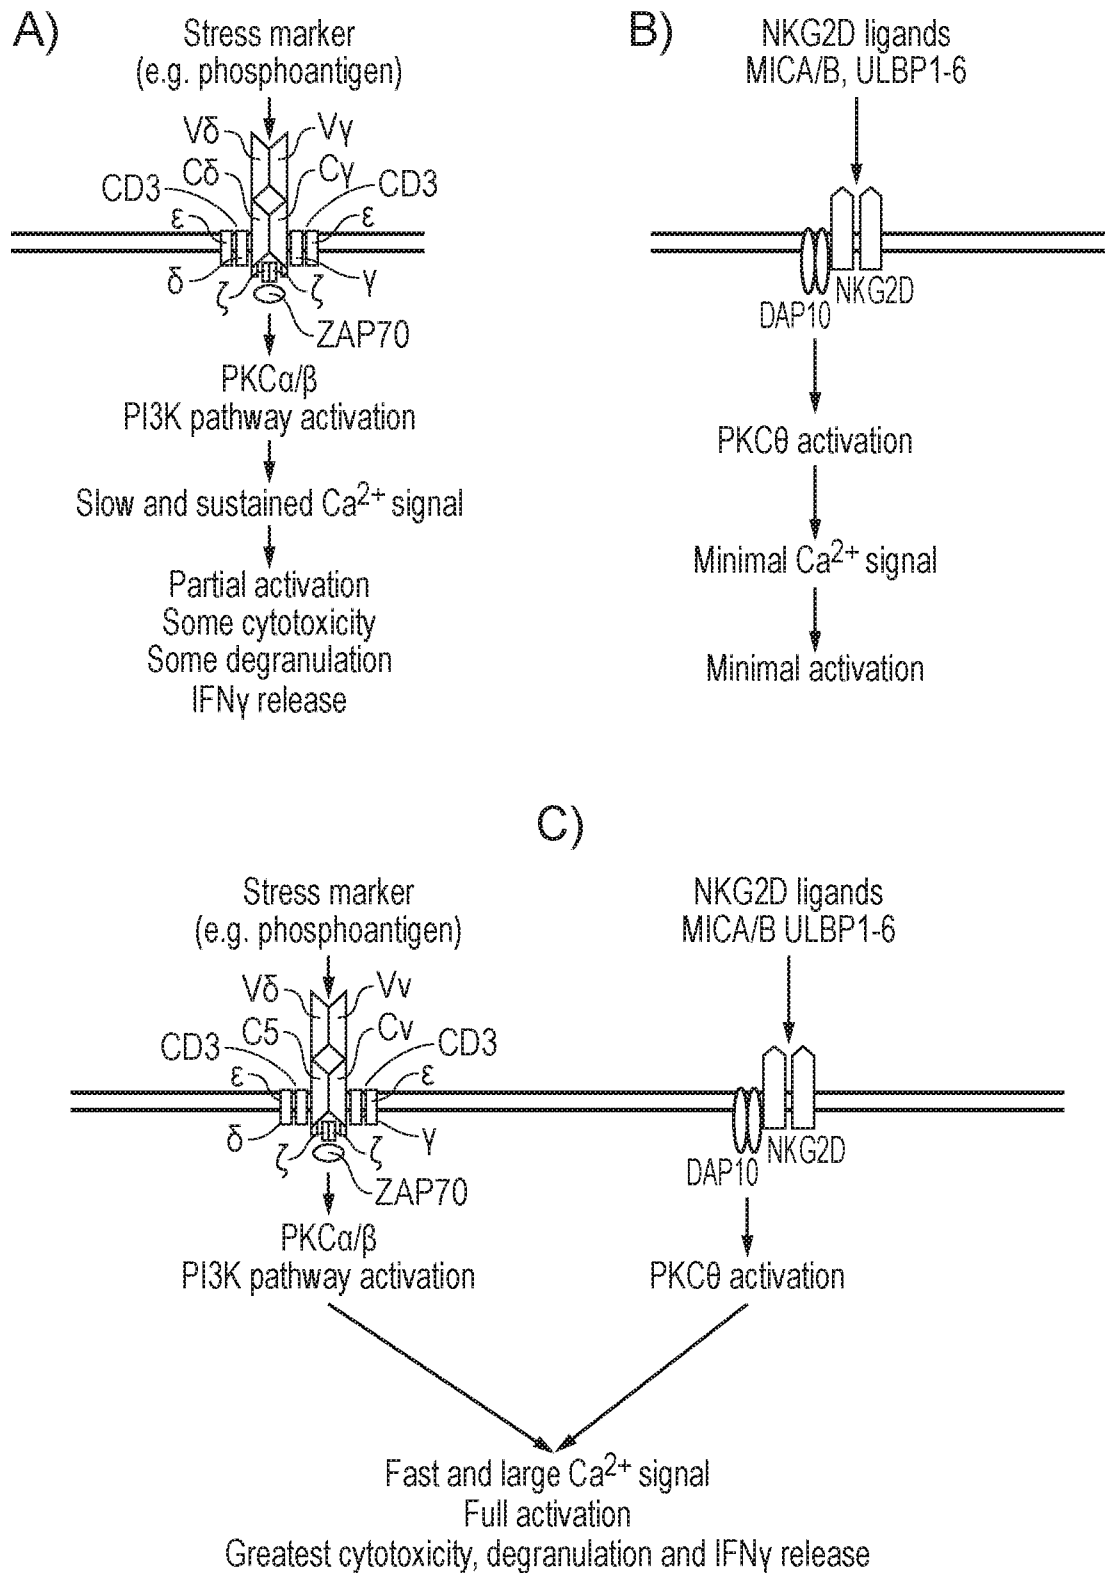 A)
Stress marker
(e.g. phosphoantigen)
Vδ
Vγ
Cδ
Cγ
CD3
CD3
ε
ε
δ
ζ
ζ
γ
ZAP70
PKCα/β
PI3K pathway activation
Slow and sustained Ca2+ signal
Partial activation
Some cytotoxicity
Some degranulation
IFNγ release
B)
NKG2D ligands
MICA/B, ULBP1-6
NKG2D
DAP10
PKCθ activation
Minimal Ca2+ signal
Minimal activation
C)
Stress marker
(e.g. phosphoantigen)
Vδ
Vv
C5
Cv
CD3
CD3
ε
ε
δ
ζ
ζ
γ
ZAP70
PKCα/β
PI3K pathway activation
NKG2D ligands
MICA/B ULBP1-6
NKG2D
DAP10
PKCθ activation
Fast and large Ca2+ signal
Full activation
Greatest cytotoxicity, degranulation and IFNγ release